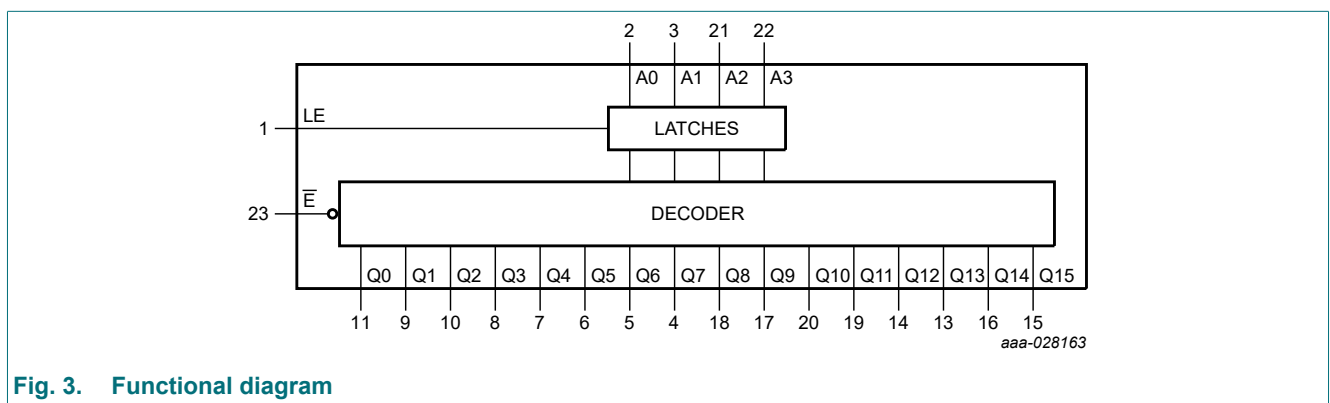 2 3 21 22
A0 A1 A2 A3
1 LE LATCHES
23 E̅ DECODER
Q0 Q1 Q2 Q3 Q4 Q5 Q6 Q7 Q8 Q9 Q10 Q11 Q12 Q13 Q14 Q15
11 9 10 8 7 6 5 4 18 17 20 19 14 13 16 15
aaa-028163
Fig. 3. Functional diagram